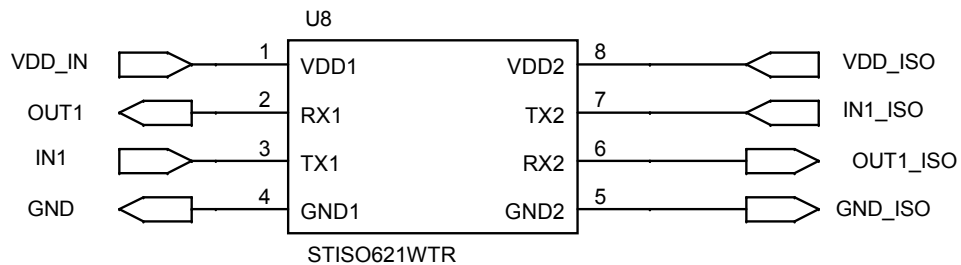 U8
VDD_IN 1 VDD1 VDD2 8 VDD_ISO
OUT1 2 RX1 TX2 7 IN1_ISO
IN1 3 TX1 RX2 6 OUT1_ISO
GND 4 GND1 GND2 5 GND_ISO
STISO621WTR